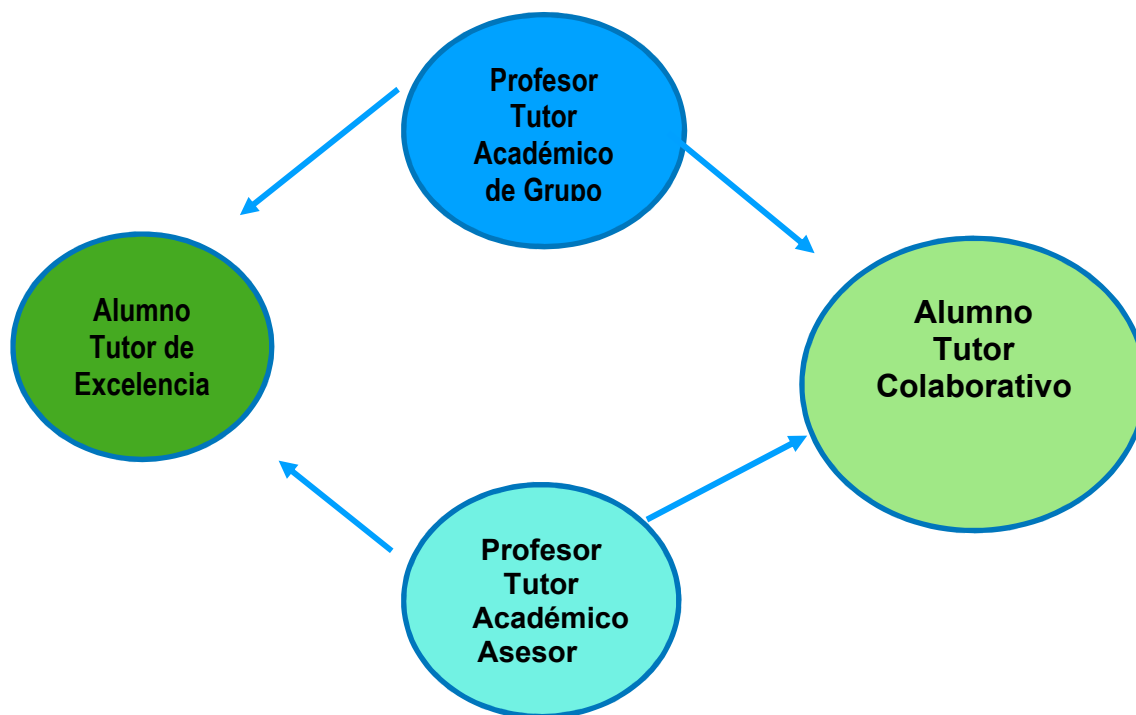 Profesor
Tutor
Académico
de Grupo
Alumno
Tutor de
Excelencia
Alumno
Tutor
Colaborativo
Profesor
Tutor
Académico
Asesor